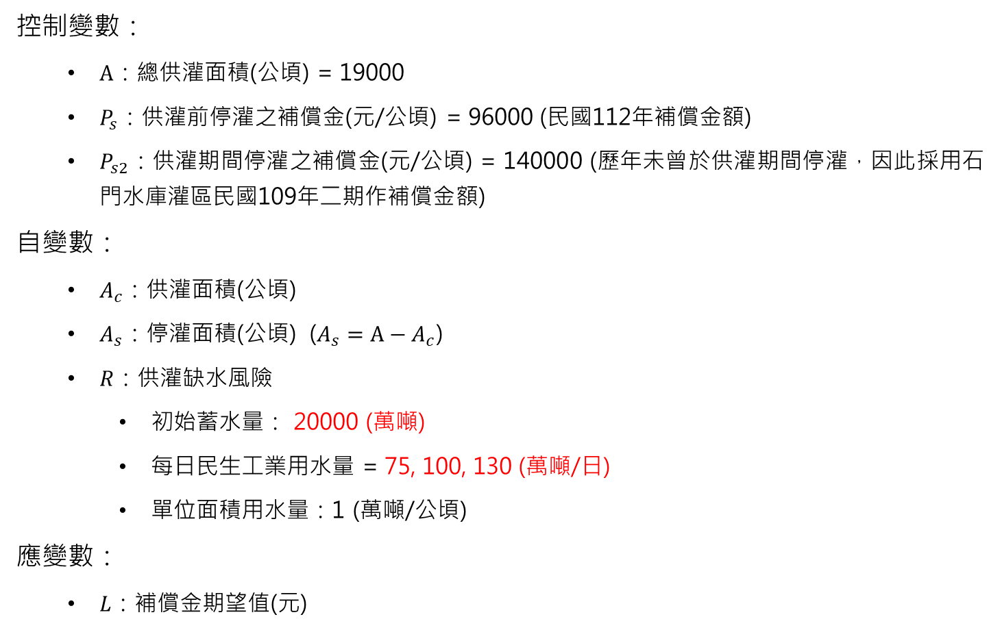 控制變數：
• A：總供灌面積(公頃) = 19000
• Ps：供灌前停灌之補償金(元/公頃) = 96000 (民國112年補償金額)
• Ps2：供灌期間停灌之補償金(元/公頃) = 140000 (歷年未曾於供灌期間停灌，因此採用石
門水庫灌區民國109年二期作補償金額)
自變數：
• Ac：供灌面積(公頃)
• As：停灌面積(公頃) (As = A − Ac)
• R：供灌缺水風險
• 初始蓄水量： 20000 (萬噸)
• 每日民生工業用水量 = 75, 100, 130 (萬噸/日)
• 單位面積用水量：1 (萬噸/公頃)
應變數：
• L：補償金期望值(元)